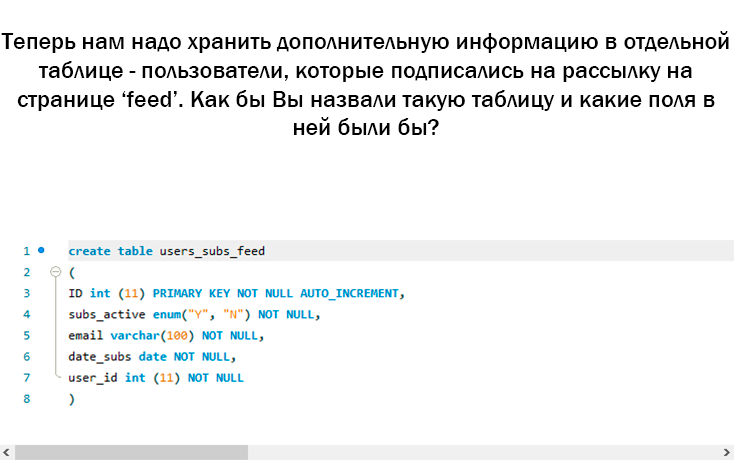 Теперь нам надо хранить дополнительную информацию в отдельной
таблице - пользователи, которые подписались на рассылку на
странице ‘feed’. Как бы Вы назвали такую таблицу и какие поля в
ней были бы?
1 create table users_subs_feed
2 (
3 ID int (11) PRIMARY KEY NOT NULL AUTO_INCREMENT,
4 subs_active enum("Y", "N") NOT NULL,
5 email varchar(100) NOT NULL,
6 date_subs date NOT NULL,
7 user_id int (11) NOT NULL
8 )